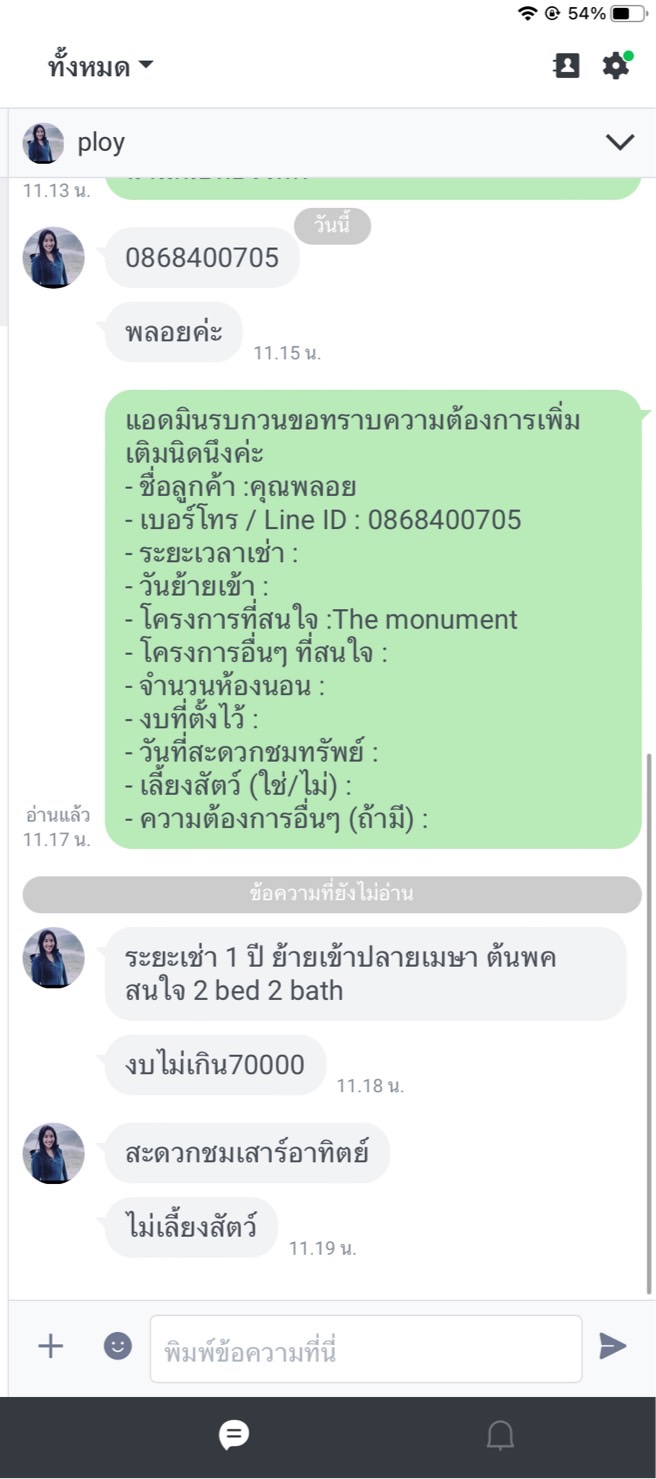 54%
ทั้งหมด
ploy
11.13 น.
วันนี้
0868400705
พลอยค่ะ
11.15 น.
แอดมินรบกวนขอทราบความต้องการเพิ่ม
เติมนิดนึงค่ะ
- ชื่อลูกค้า :คุณพลอย
- เบอร์โทร / Line ID : 0868400705
- ระยะเวลาเช่า :
- วันย้ายเข้า :
- โครงการที่สนใจ :The monument
- โครงการอื่นๆ ที่สนใจ :
- จำนวนห้องนอน :
- งบที่ตั้งไว้ :
- วันที่สะดวกชมทรัพย์ :
- เลี้ยงสัตว์ (ใช่/ไม่) :
- ความต้องการอื่นๆ (ถ้ามี) :
อ่านแล้ว
11.17 น.
ข้อความที่ยังไม่อ่าน
ระยะเช่า 1 ปี ย้ายเข้าปลายเมษา ต้นพค
สนใจ 2 bed 2 bath
งบไม่เกิน70000
11.18 น.
สะดวกชมเสาร์อาทิตย์
ไม่เลี้ยงสัตว์
11.19 น.
พิมพ์ข้อความที่นี่